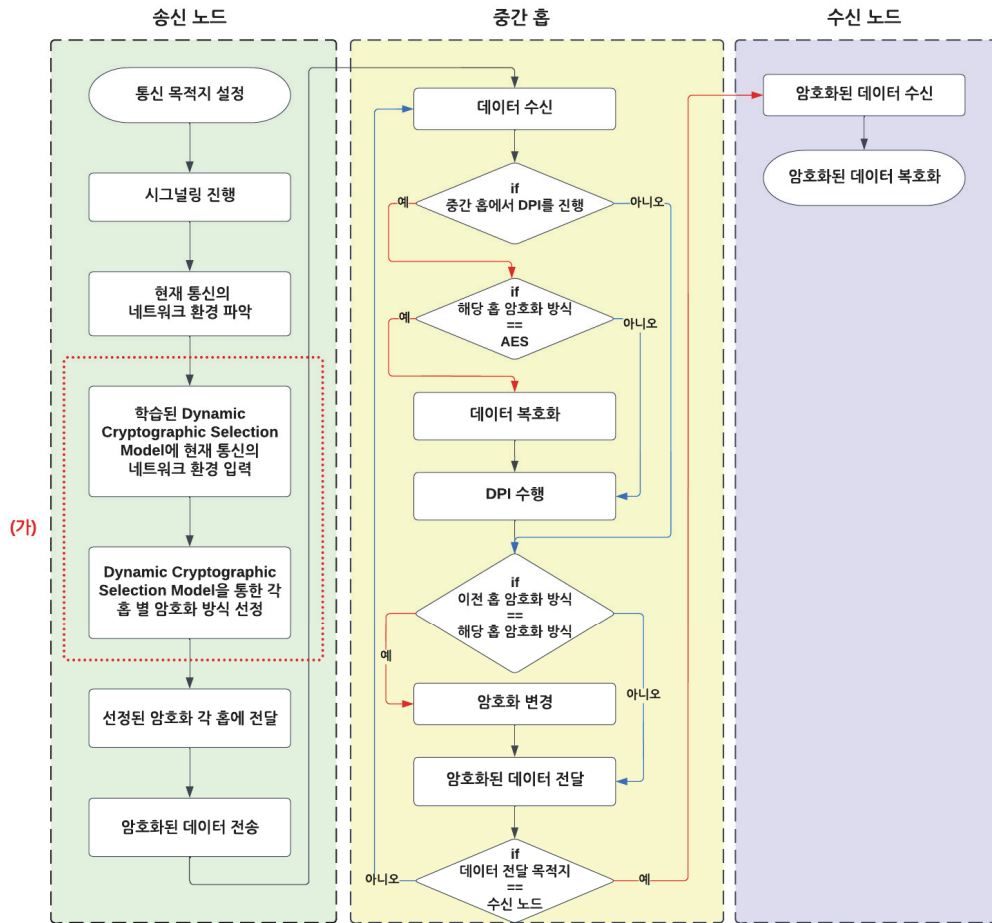 송신 노드
중간 홉
수신 노드
통신 목적지 설정
시그널링 진행
현재 통신의
네트워크 환경 파악
(가)
학습된 Dynamic
Cryptographic Selection
Model에 현재 통신의
네트워크 환경 입력
Dynamic Cryptographic
Selection Model을 통한 각
홉 별 암호화 방식 선정
선정된 암호화 각 홉에 전달
암호화된 데이터 전송
데이터 수신
if
중간 홉에서 DPI를 진행
예
아니오
if
해당 홉 암호화 방식
==
AES
예
아니오
데이터 복호화
DPI 수행
if
이전 홉 암호화 방식
==
해당 홉 암호화 방식
예
아니오
암호화 변경
암호화된 데이터 전달
if
데이터 전달 목적지
==
수신 노드
아니오
예
암호화된 데이터 수신
암호화된 데이터 복호화